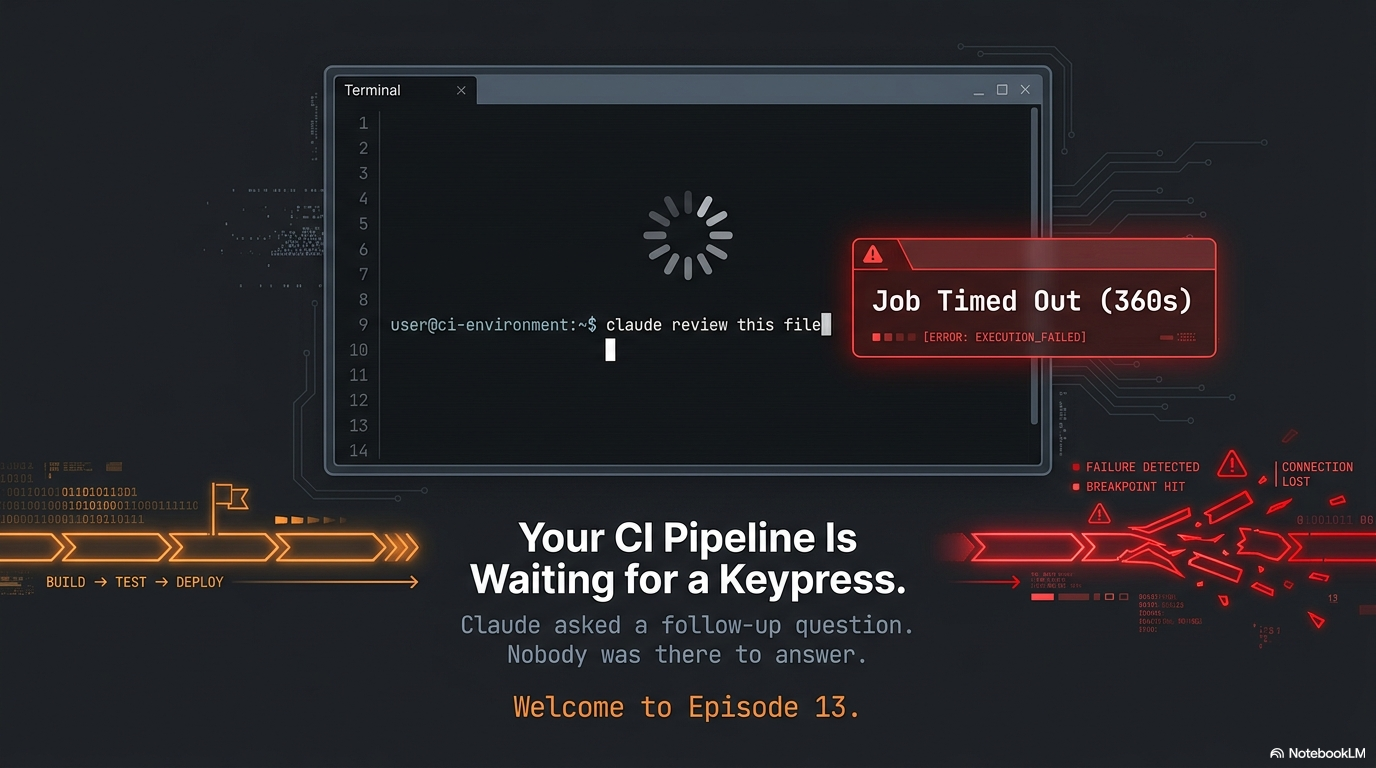 Terminal
1
2
3
4
5
6
7
8
9 user@ci-environment:~$ claude review this file
10
11
12
13
14
Job Timed Out (360s)
[ERROR: EXECUTION_FAILED]
FAILURE DETECTED
BREAKPOINT HIT
CONNECTION
LOST
BUILD → TEST → DEPLOY
Your CI Pipeline Is
Waiting for a Keypress.
Claude asked a follow-up question.
Nobody was there to answer.
Welcome to Episode 13.
13
NotebookLM